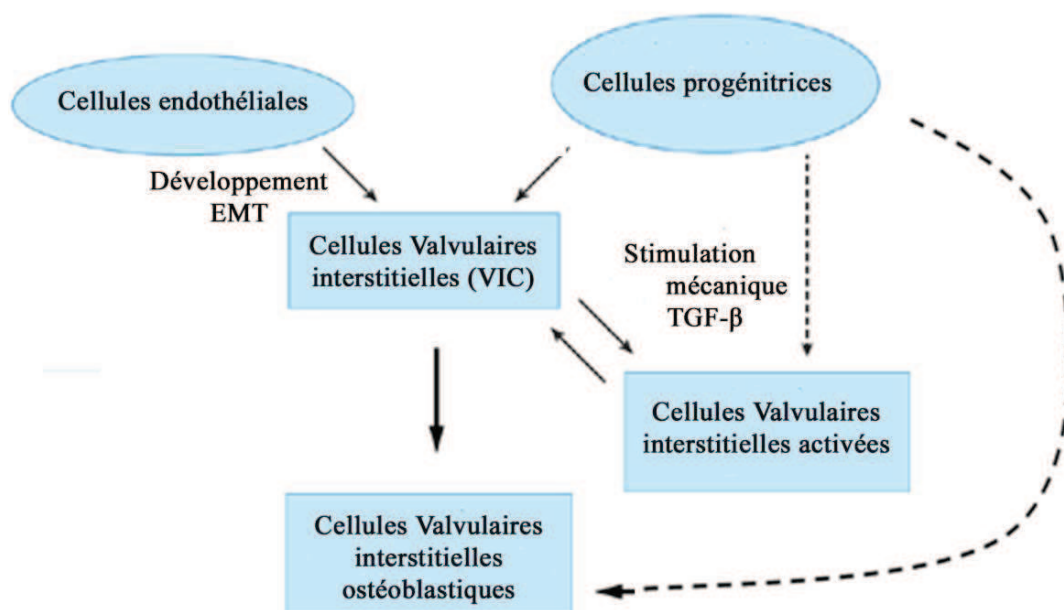 Cellules endothéliales
Cellules progénitrices
Développement
EMT
Cellules Valvulaires
interstitielles (VIC)
Stimulation
mécanique
TGF-β
Cellules Valvulaires
interstitielles activées
Cellules Valvulaires
interstitielles
ostéoblastiques